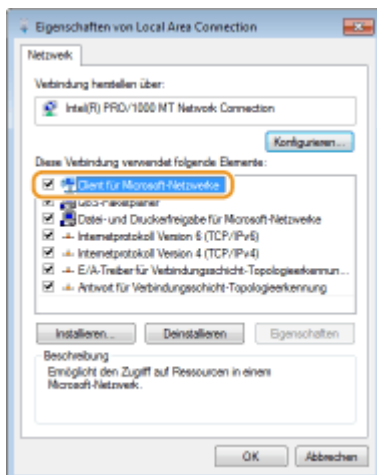 Eigenschaften von Local Area Connection
Netzwerk
Verbindung herstellen über:
Intel(R) PRO/1000 MT Network Connection
Konfigurieren...
Diese Verbindung verwendet folgende Elemente:
Client für Microsoft-Netzwerke
QoS-Paketplaner
Datei- und Druckerfreigabe für Microsoft-Netzwerke
Internetprotokoll Version 6 (TCP/IPv6)
Internetprotokoll Version 4 (TCP/IPv4)
E/A-Treiber für Verbindungsschicht-Topologieerkennun...
Antwort für Verbindungsschicht-Topologieerkennung
Installieren... Deinstallieren Eigenschaften
Beschreibung
Ermöglicht den Zugriff auf Ressourcen in einem
Microsoft-Netzwerk.
OK Abbrechen